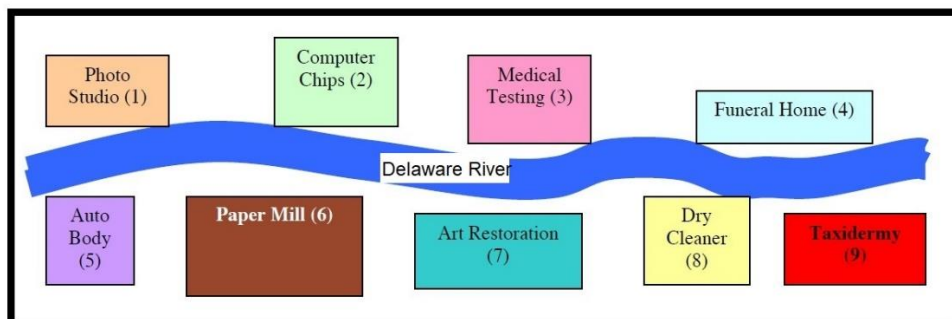 Photo
Studio (1)
Computer
Chips (2)
Medical
Testing (3)
Funeral Home (4)
Delaware River
Auto
Body
(5)
Paper Mill (6)
Art Restoration
(7)
Dry
Cleaner
(8)
Taxidermy
(9)